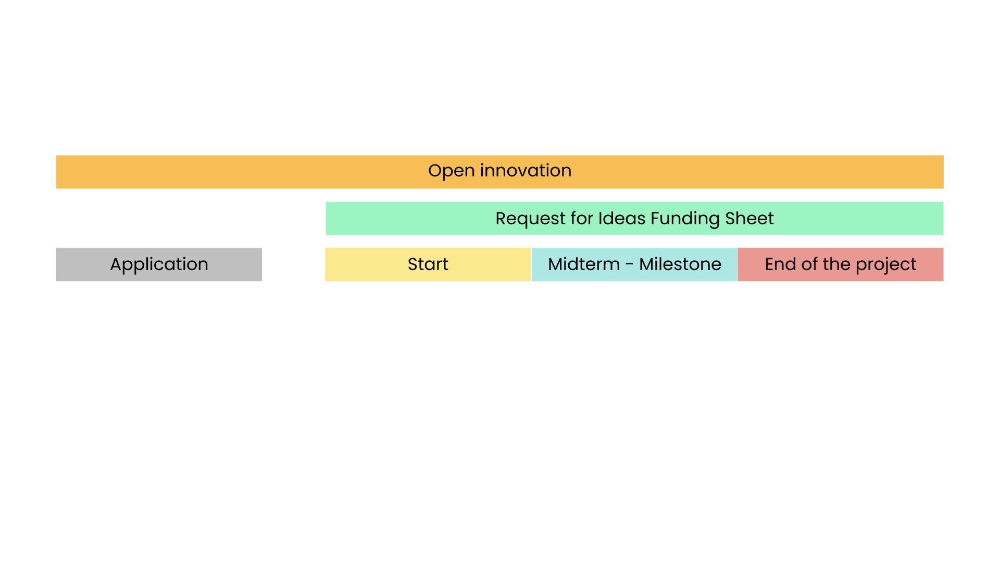 Open innovation
Request for Ideas Funding Sheet
Application
Start
Midterm - Milestone
End of the project